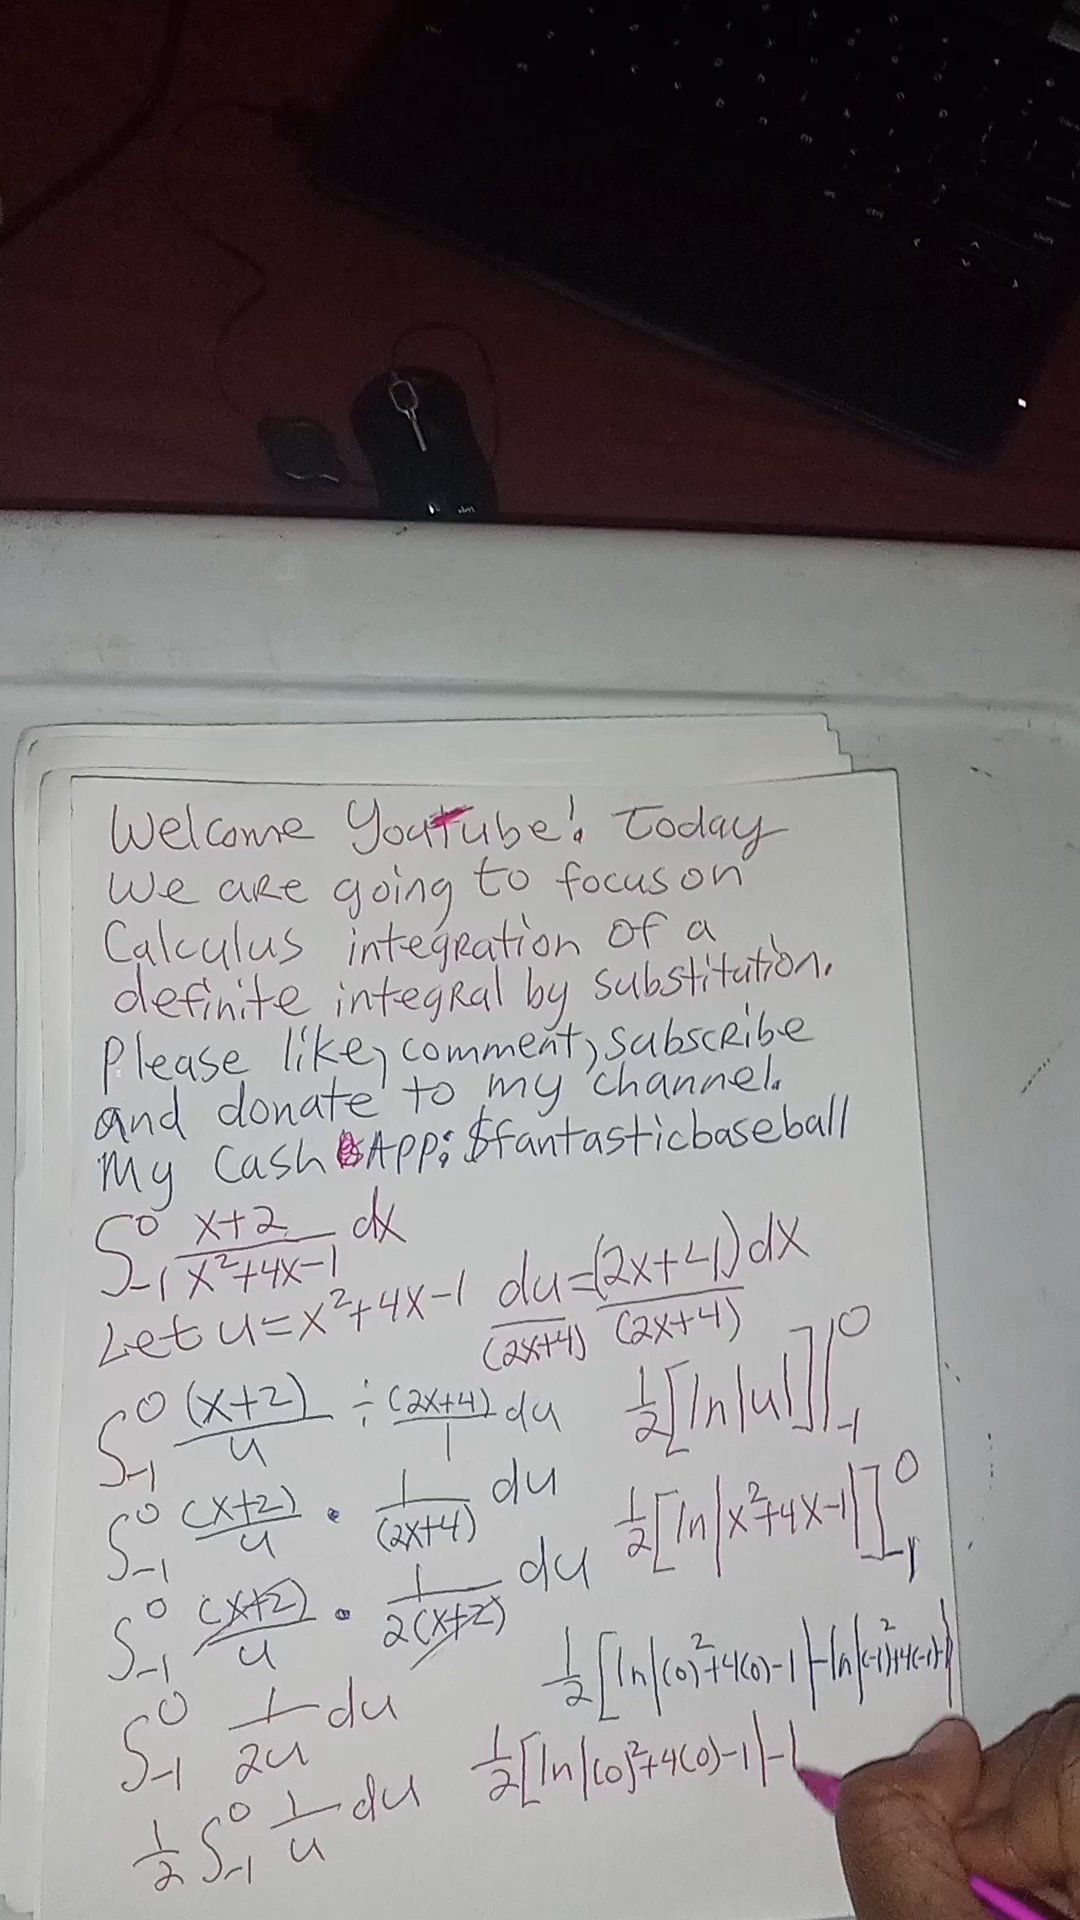 Welcome YouTube! Today
We are going to focus on
Calculus integration of a
definite integral by substitution.
Please like, comment, subscribe
and donate to my channel.
My Cash App: $fantasticbaseball
∫₋₁⁰ (x+2)/(x²+4x-1) dx
Let u=x²+4x-1 du/(2x+4)=(2x+4)dx/(2x+4)
∫₋₁⁰ (x+2)/u ÷ (2x+4)/1 du
½[ln|u|]|₋₁⁰
∫₋₁⁰ (x+2)/u · 1/(2x+4) du
½[ln|x²+4x-1|]₋₁⁰
∫₋₁⁰ (x+2)/u · 1/2(x+2) du
½[ln|(0)²+4(0)-1|-ln|(-1)²+4(-1)-1|
∫₋₁⁰ 1/2u du
½[ln|(0)²+4(0)-1|-l
½∫₋₁⁰ 1/u du